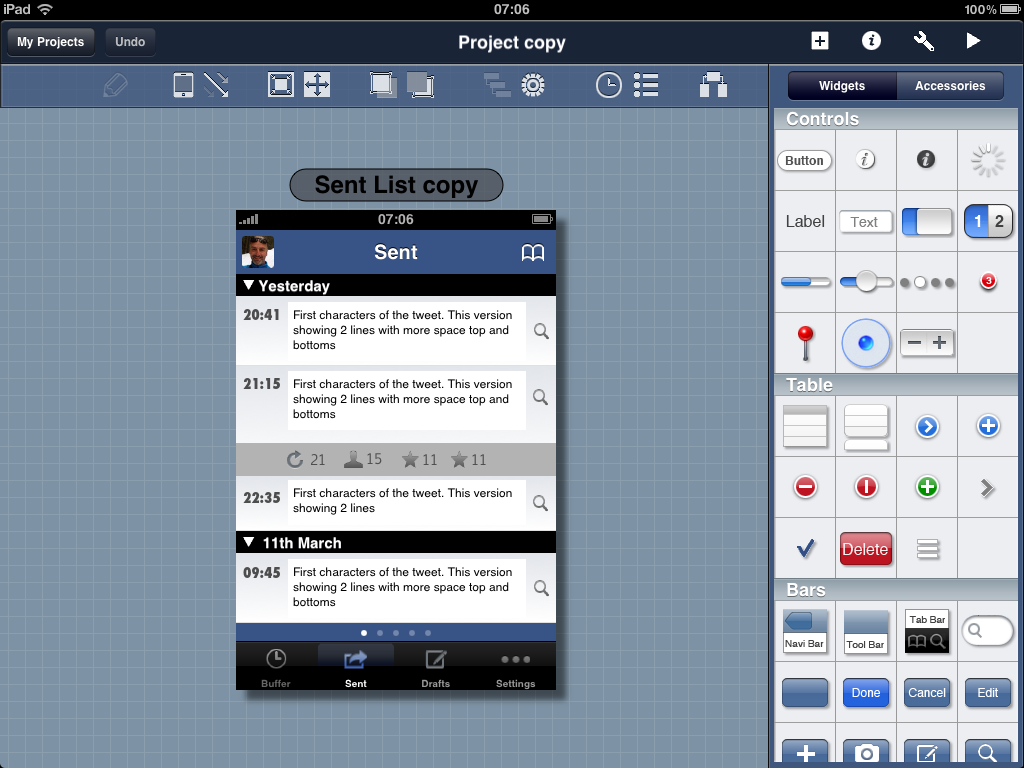 iPad 07:06 100%
My Projects Undo Project copy
Widgets Accessories
Sent List copy
07:06
Sent
▼ Yesterday
20:41 First characters of the tweet. This version
showing 2 lines with more space top and
bottoms
21:15 First characters of the tweet. This version
showing 2 lines with more space top and
bottoms
21 15 11 11
22:35 First characters of the tweet. This version
showing 2 lines
▼ 11th March
09:45 First characters of the tweet. This version
showing 2 lines with more space top and
bottoms
Buffer Sent Drafts Settings
Controls
Button
Label Text 1 2
3
Table
Delete
Bars
Tab Bar
Navi Bar Tool Bar
Done Cancel Edit